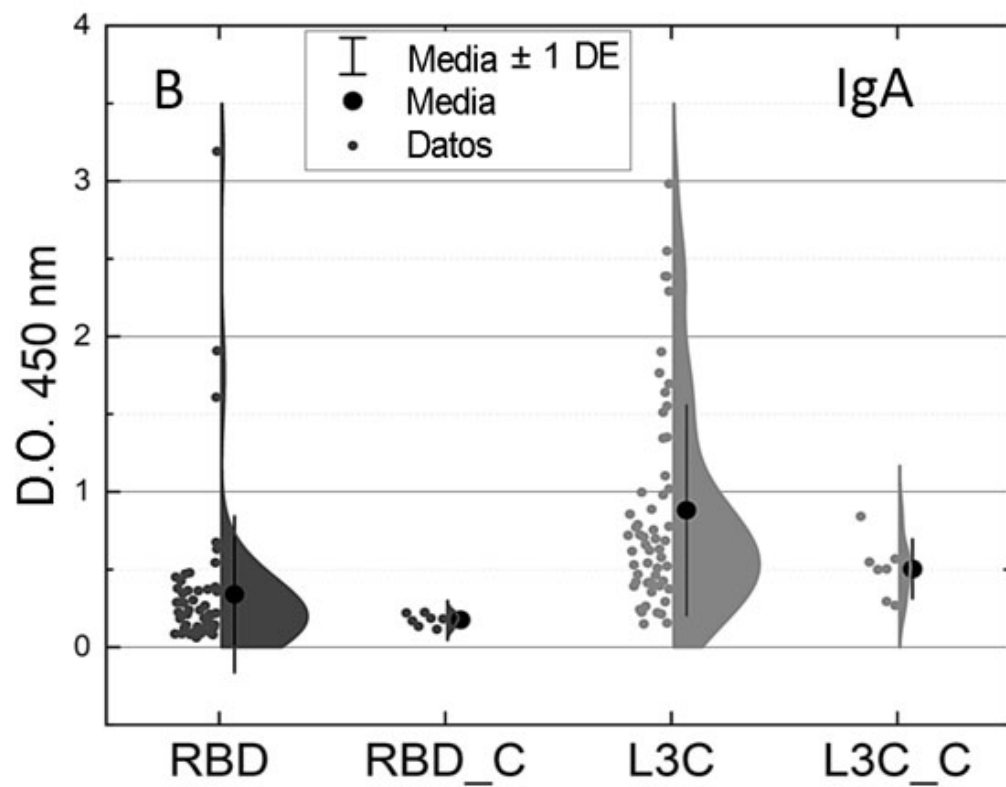 B
Media ± 1 DE
Media
Datos
IgA
D.O. 450 nm
4
3
2
1
0
RBD
RBD_C
L3C
L3C_C